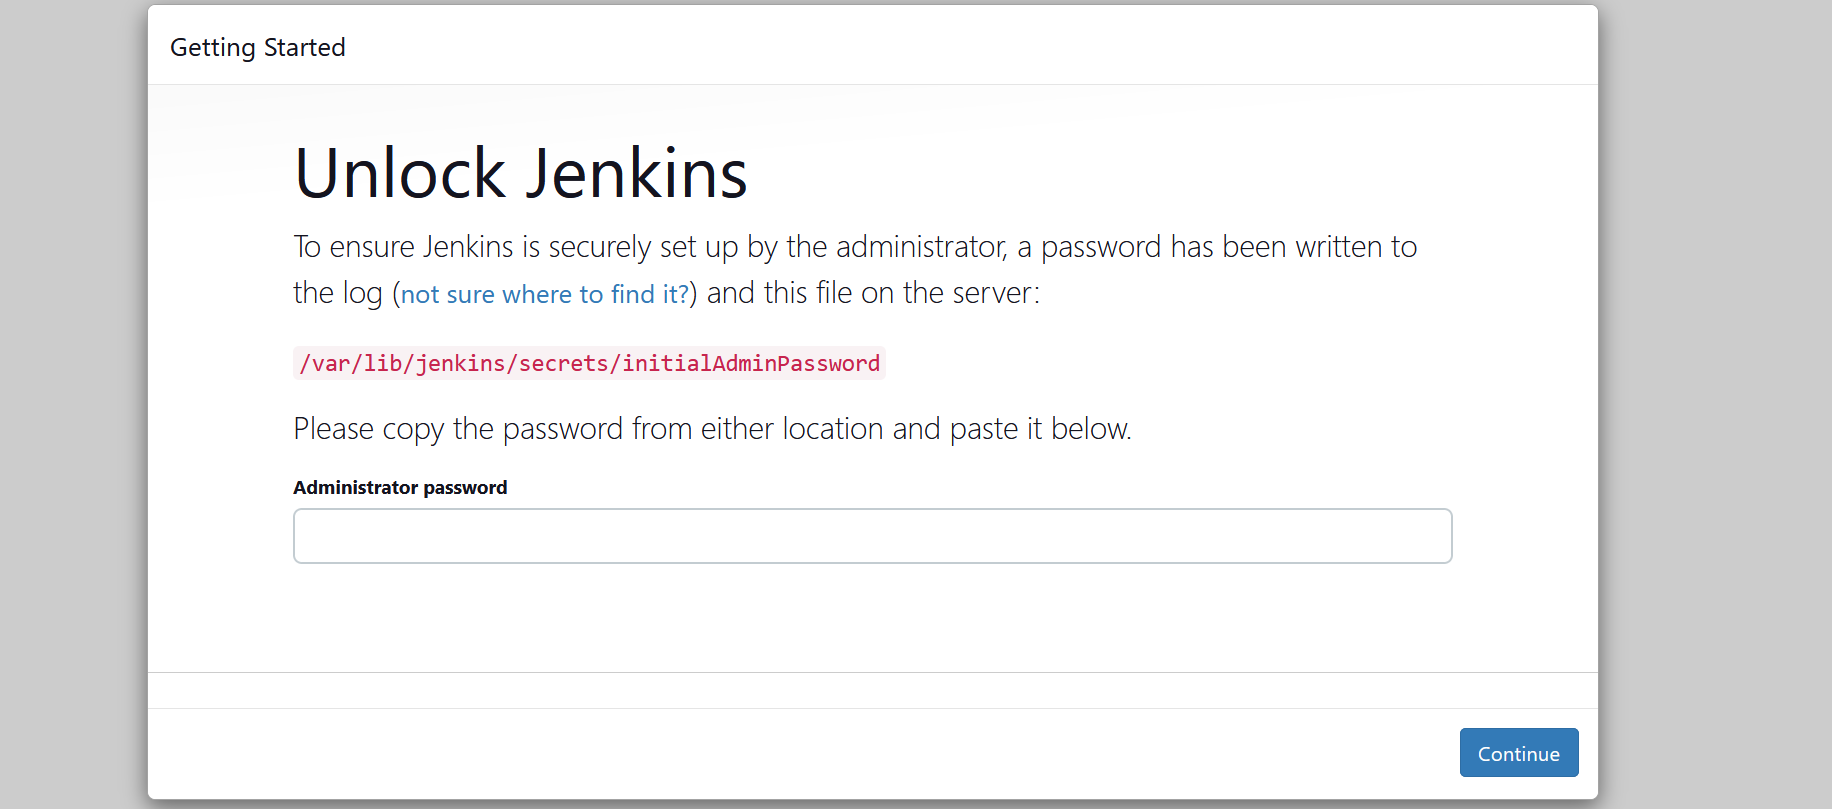 Getting Started
Unlock Jenkins
To ensure Jenkins is securely set up by the administrator, a password has been written to
the log (not sure where to find it?) and this file on the server:
/var/lib/jenkins/secrets/initialAdminPassword
Please copy the password from either location and paste it below.
Administrator password
Continue